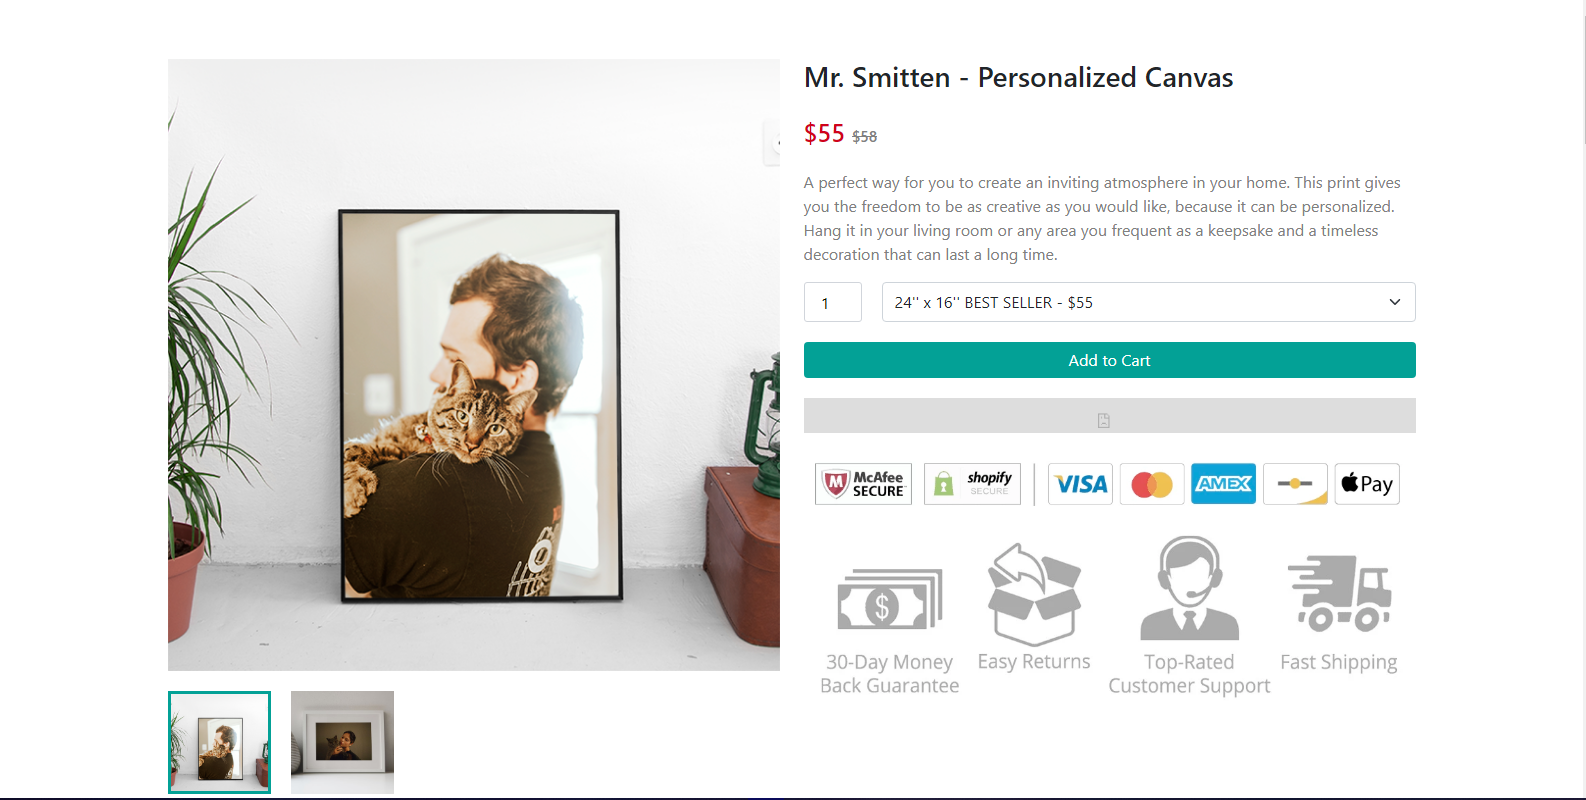 Mr. Smitten - Personalized Canvas
$55 $58
A perfect way for you to create an inviting atmosphere in your home. This print gives
you the freedom to be as creative as you would like, because it can be personalized.
Hang it in your living room or any area you frequent as a keepsake and a timeless
decoration that can last a long time.
1
24'' x 16'' BEST SELLER - $55
Add to Cart
McAfee
SECURE
shopify
SECURE
VISA
AMEX
Pay
$
30-Day Money
Back Guarantee
Easy Returns
Top-Rated
Customer Support
Fast Shipping